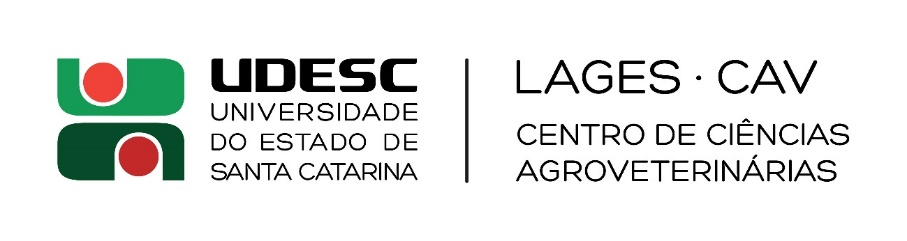 UDESC
UNIVERSIDADE
DO ESTADO DE
SANTA CATARINA
LAGES · CAV
CENTRO DE CIÊNCIAS
AGROVETERINÁRIAS